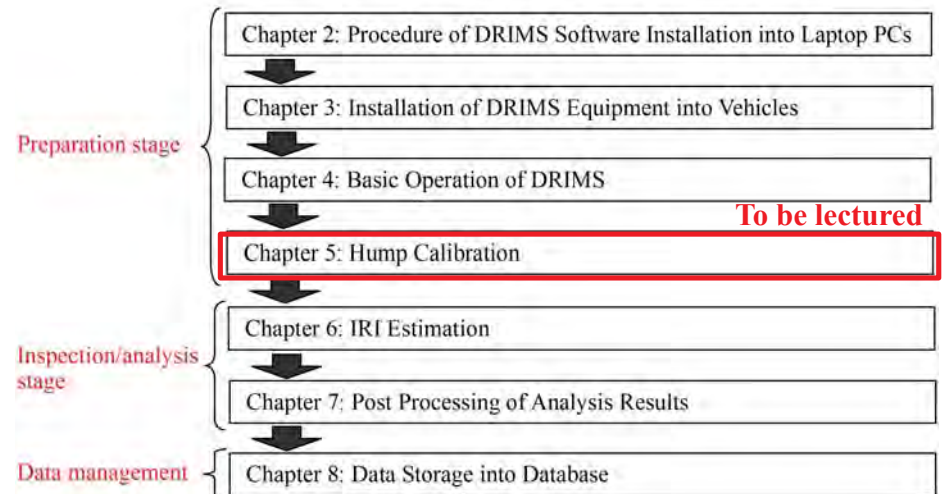 Chapter 2: Procedure of DRIMS Software Installation into Laptop PCs
Chapter 3: Installation of DRIMS Equipment into Vehicles
Preparation stage
Chapter 4: Basic Operation of DRIMS
To be lectured
Chapter 5: Hump Calibration
Chapter 6: IRI Estimation
Inspection/analysis
stage
Chapter 7: Post Processing of Analysis Results
Data management
Chapter 8: Data Storage into Database